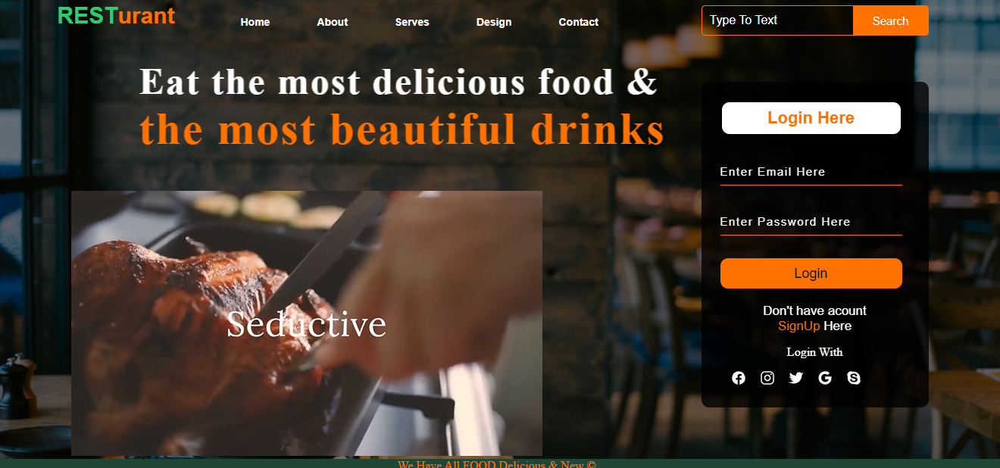 RESTurant
Home About Serves Design Contact
Type To Text Search
Eat the most delicious food &
the most beautiful drinks
Seductive
Login Here
Enter Email Here
Enter Password Here
Login
Don't have acount
SignUp Here
Login With
We Have All FOOD Delicious & New ©